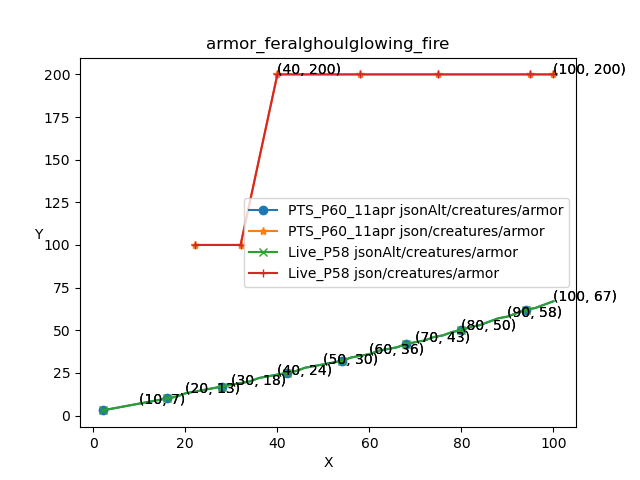 armor_feralghoulglowing_fire
200
175
150
125
100
75
50
25
0
Y
(40, 200)
(100, 200)
PTS_P60_11apr jsonAlt/creatures/armor
PTS_P60_11apr json/creatures/armor
Live_P58 jsonAlt/creatures/armor
Live_P58 json/creatures/armor
(100, 67)
(90, 58)
(80, 50)
(70, 43)
(60, 36)
(50, 30)
(40, 24)
(30, 18)
(20, 13)
(10, 7)
0 20 40 60 80 100
X